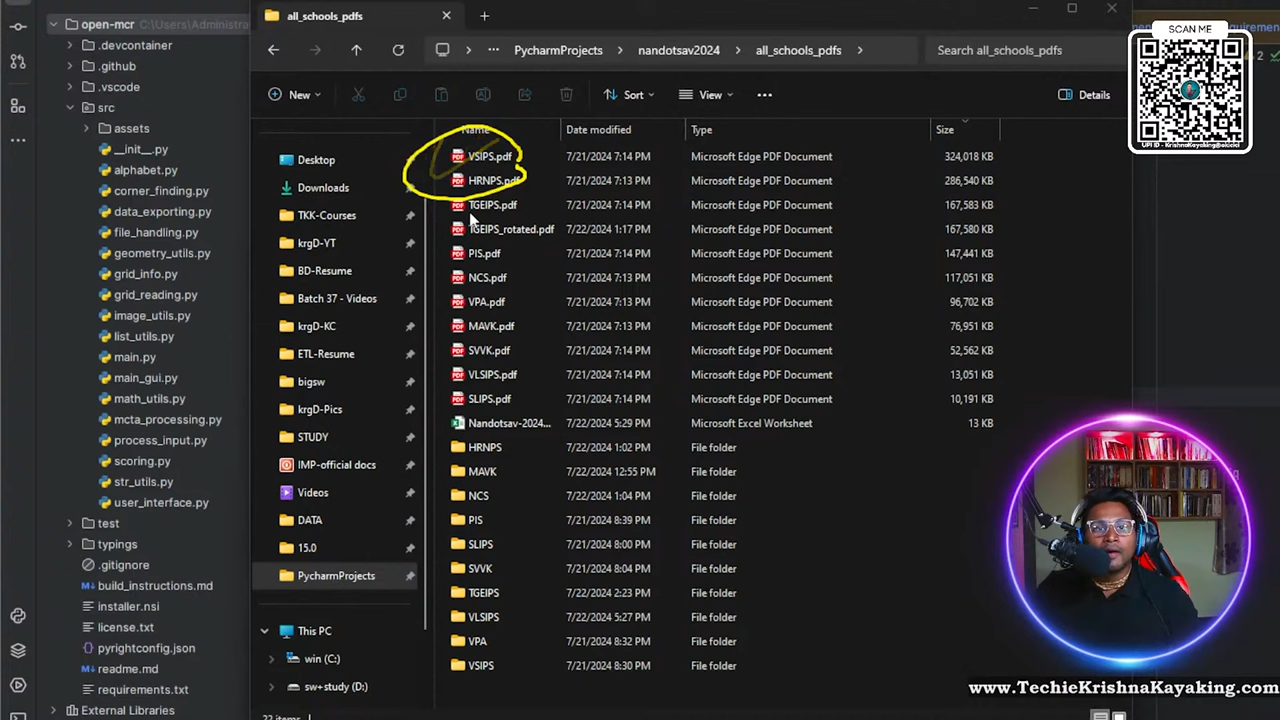 open-mcr C:\Users\Administra
.devcontainer
.github
.vscode
src
assets
__init__.py
alphabet.py
corner_finding.py
data_exporting.py
file_handling.py
geometry_utils.py
grid_info.py
grid_reading.py
image_utils.py
list_utils.py
main.py
main_gui.py
math_utils.py
mcta_processing.py
process_input.py
scoring.py
str_utils.py
user_interface.py
test
typings
.gitignore
build_instructions.md
installer.nsi
license.txt
pyrightconfig.json
readme.md
requirements.txt
External Libraries
all_schools_pdfs
PycharmProjects > nandotsav2024 > all_schools_pdfs >
Search all_schools_pdfs
New Sort View Details
Desktop
Downloads
TKK-Courses
krgD-YT
BD-Resume
Batch 37 - Videos
krgD-KC
ETL-Resume
bigsw
krgD-Pics
STUDY
IMP-official docs
Videos
DATA
15.0
PycharmProjects
This PC
win (C:)
sw+study (D:)
22 items
Name Date modified Type Size
VSIPS.pdf 7/21/2024 7:14 PM Microsoft Edge PDF Document 324,018 KB
HRNPS.pdf 7/21/2024 7:13 PM Microsoft Edge PDF Document 286,540 KB
TGEIPS.pdf 7/21/2024 7:14 PM Microsoft Edge PDF Document 167,583 KB
TGEIPS_rotated.pdf 7/22/2024 1:17 PM Microsoft Edge PDF Document 167,580 KB
PIS.pdf 7/21/2024 7:14 PM Microsoft Edge PDF Document 147,441 KB
NCS.pdf 7/21/2024 7:13 PM Microsoft Edge PDF Document 117,051 KB
VPA.pdf 7/21/2024 7:13 PM Microsoft Edge PDF Document 96,702 KB
MAVK.pdf 7/21/2024 7:13 PM Microsoft Edge PDF Document 76,951 KB
SVVK.pdf 7/21/2024 7:14 PM Microsoft Edge PDF Document 52,562 KB
VLSIPS.pdf 7/21/2024 7:14 PM Microsoft Edge PDF Document 13,051 KB
SLIPS.pdf 7/21/2024 7:14 PM Microsoft Edge PDF Document 10,191 KB
Nandotsav-2024... 7/22/2024 5:29 PM Microsoft Excel Worksheet 13 KB
HRNPS 7/22/2024 1:02 PM File folder
MAVK 7/22/2024 12:55 PM File folder
NCS 7/22/2024 1:04 PM File folder
PIS 7/21/2024 8:39 PM File folder
SLIPS 7/21/2024 8:00 PM File folder
SVVK 7/21/2024 8:04 PM File folder
TGEIPS 7/22/2024 2:23 PM File folder
VLSIPS 7/22/2024 5:27 PM File folder
VPA 7/21/2024 8:32 PM File folder
VSIPS 7/21/2024 8:30 PM File folder
SCAN ME
www.TechieKrishnaKayaking.com